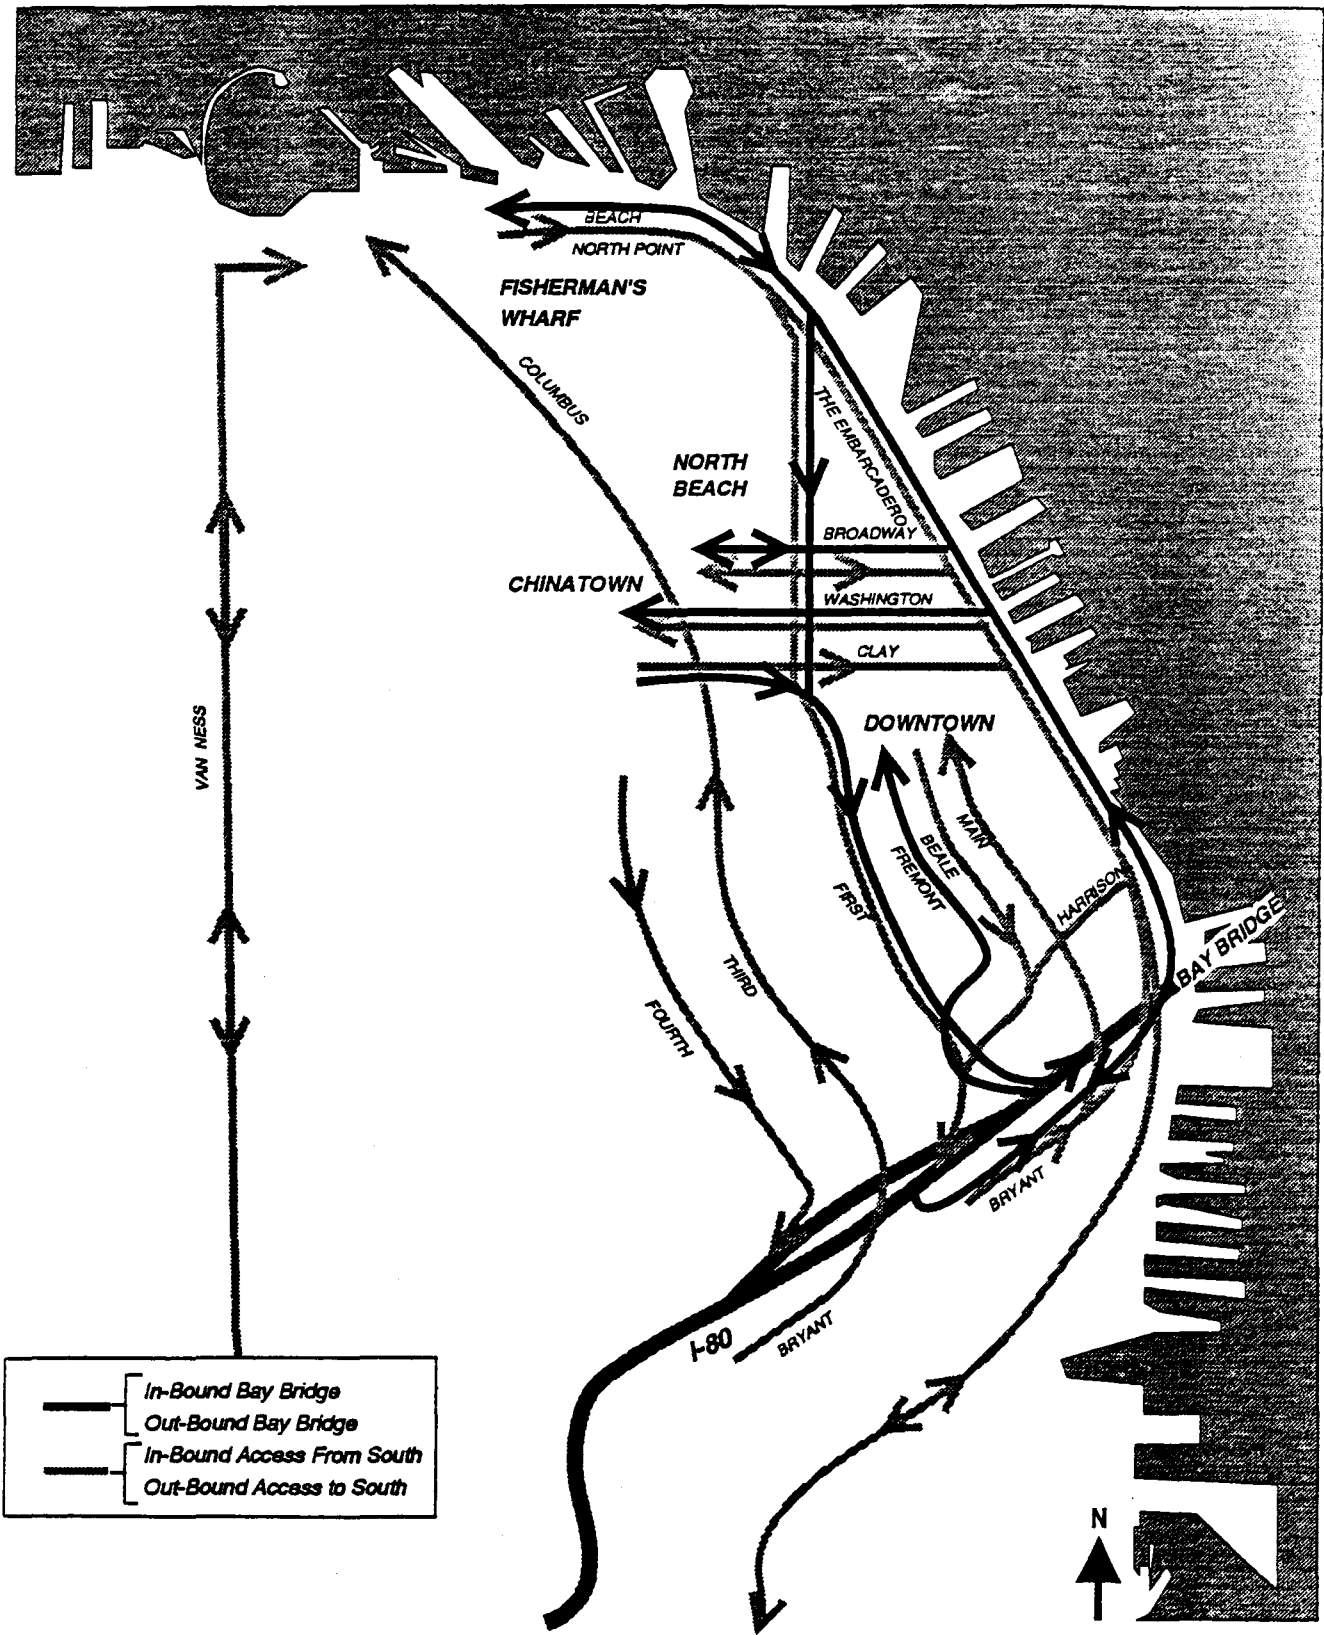 BEACH
NORTH POINT
FISHERMAN'S
WHARF
COLUMBUS
THE EMBARCADERO
NORTH
BEACH
BROADWAY
CHINATOWN
WASHINGTON
CLAY
VAN NESS
DOWNTOWN
MAIN
BEALE
FREMONT
FIRST
HARRISON
BAY BRIDGE
THIRD
FOURTH
BRYANT
I-80
BRYANT
In-Bound Bay Bridge
Out-Bound Bay Bridge
In-Bound Access From South
Out-Bound Access to South
N